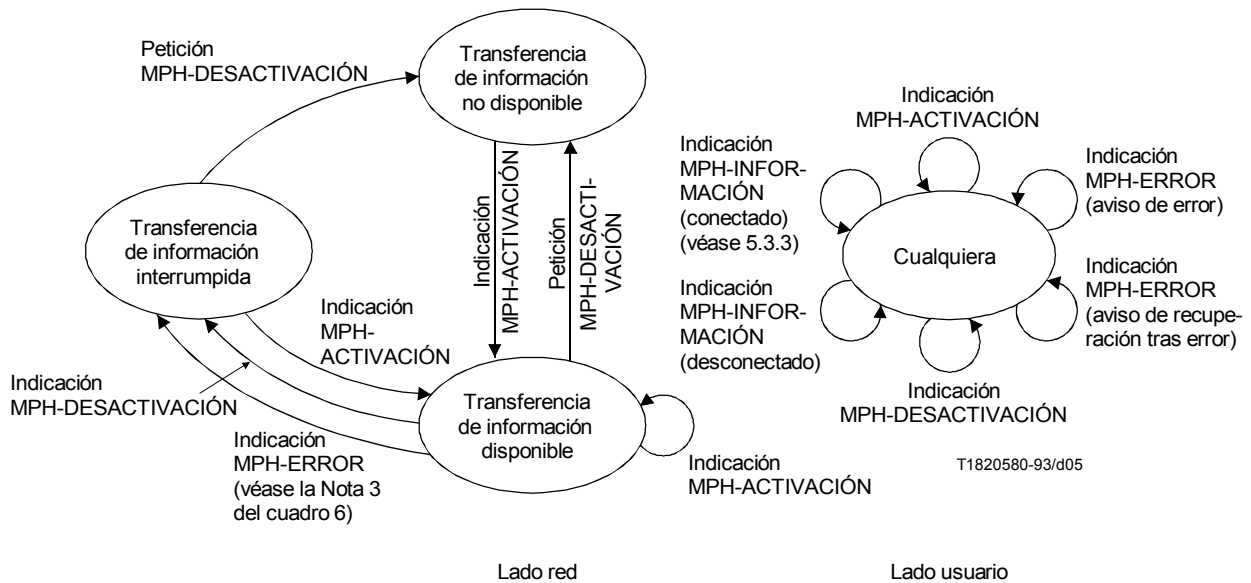 Petición
MPH-DESACTIVACIÓN
Transferencia
de información
no disponible
Transferencia
de información
interrumpida
Indicación
MPH-ACTIVACIÓN
Petición
MPH-DESACTI-
VACIÓN
Indicación
MPH-
ACTIVACIÓN
Indicación
MPH-DESACTIVACIÓN
Indicación
MPH-ERROR
(véase la Nota 3
del cuadro 6)
Transferencia
de información
disponible
Indicación
MPH-ACTIVACIÓN
Lado red
Indicación
MPH-ACTIVACIÓN
Indicación
MPH-INFOR-
MACIÓN
(conectado)
(véase 5.3.3)
Indicación
MPH-ERROR
(aviso de error)
Cualquiera
Indicación
MPH-INFOR-
MACIÓN
(desconectado)
Indicación
MPH-ERROR
(aviso de recupe-
ración tras error)
Indicación
MPH-DESACTIVACIÓN
T1820580-93/d05
Lado usuario